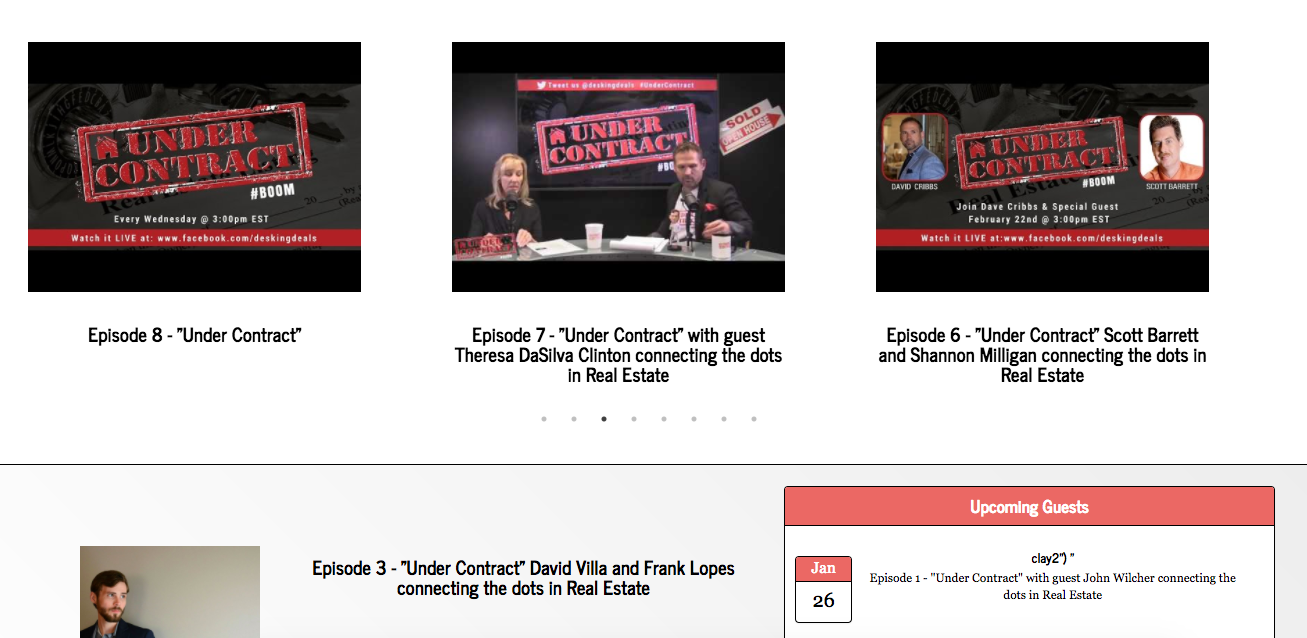 UNDER
CONTRACT
#BOOM
Every Wednesday @ 3:00pm EST
Watch it LIVE at: www.facebook.com/deskingdeals
Tweet us @deskingdeals #UnderContract
UNDER
CONTRACT
SOLD
OPEN HOUSE
UNDER
CONTRACT
#BOOM
DAVID CRIBBS
SCOTT BARRETT
Join Dave Cribbs & Special Guest
February 22nd @ 3:00pm EST
Watch it LIVE at:www.facebook.com/deskingdeals
Episode 8 - "Under Contract"
Episode 7 - "Under Contract" with guest
Theresa DaSilva Clinton connecting the dots
in Real Estate
Episode 6 - "Under Contract" Scott Barrett
and Shannon Milligan connecting the dots in
Real Estate
Episode 3 - "Under Contract" David Villa and Frank Lopes
connecting the dots in Real Estate
Upcoming Guests
Jan
26
clay2") "
Episode 1 - "Under Contract" with guest John Wilcher connecting the
dots in Real Estate